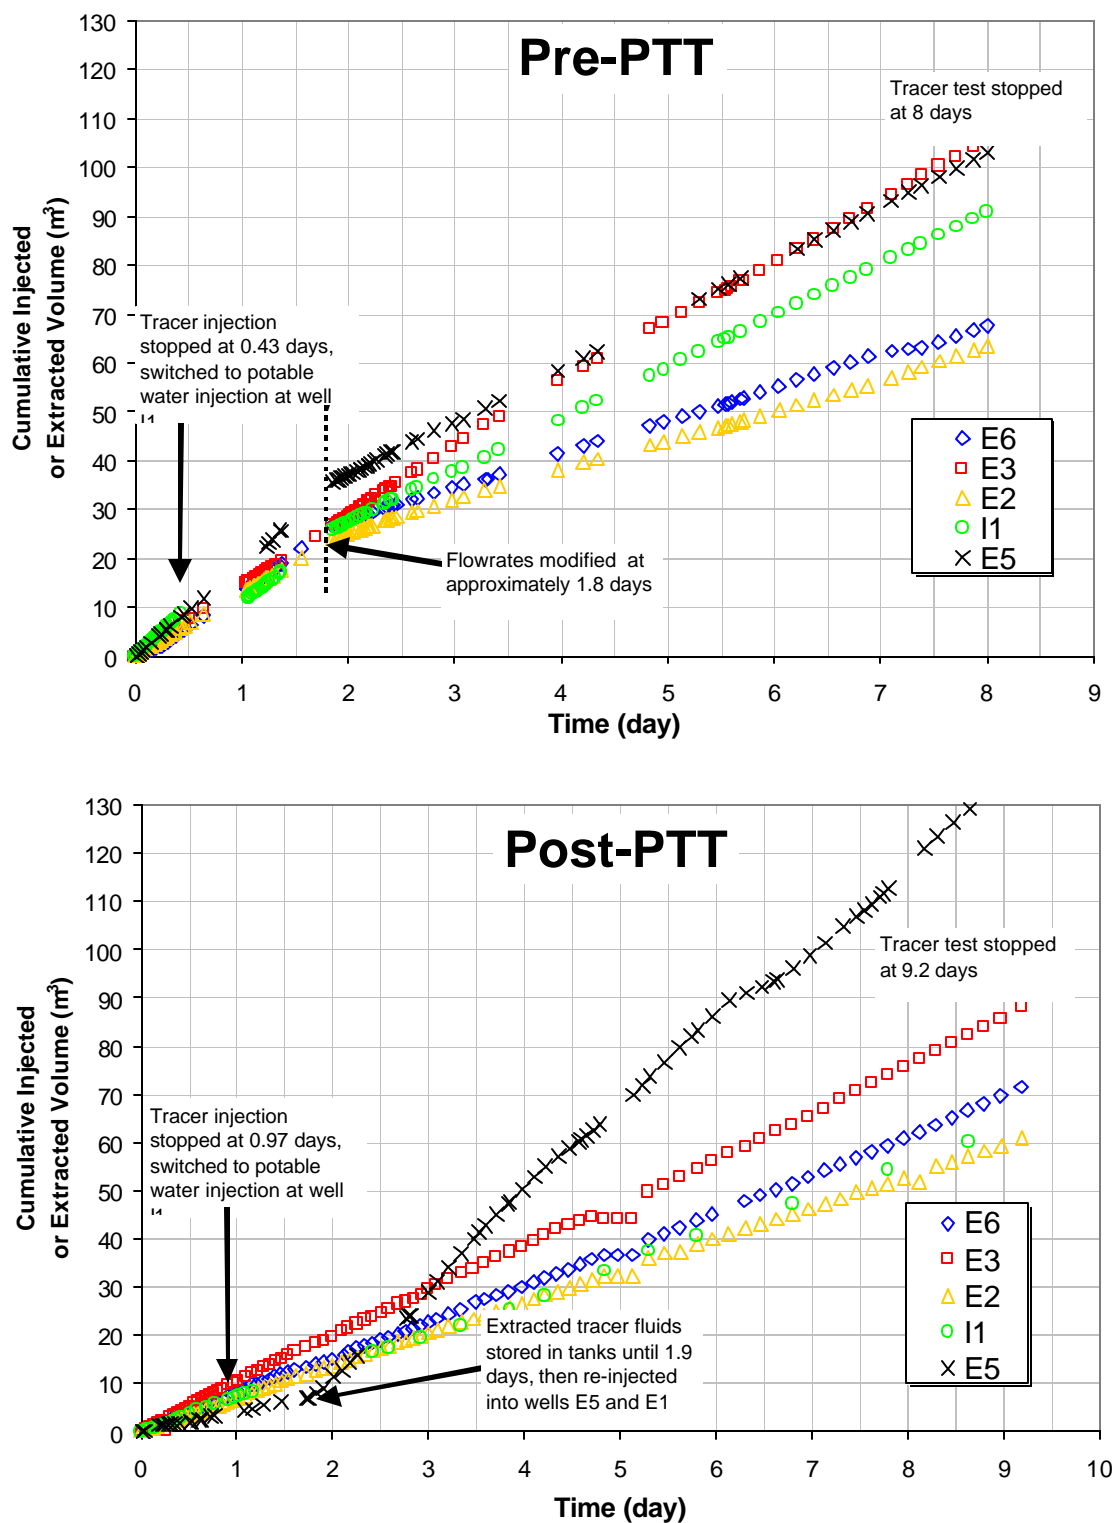 Pre-PTT
130
120
110
100
90
80
70
60
50
40
30
20
10
0
Cumulative Injected
or Extracted Volume (m³)
Tracer test stopped
at 8 days
Tracer injection
stopped at 0.43 days,
switched to potable
water injection at well
I1
Flowrates modified at
approximately 1.8 days
E6
E3
E2
I1
E5
0 1 2 3 4 5 6 7 8 9
Time (day)
Post-PTT
130
120
110
100
90
80
70
60
50
40
30
20
10
0
Cumulative Injected
or Extracted Volume (m³)
Tracer test stopped
at 9.2 days
Tracer injection
stopped at 0.97 days,
switched to potable
water injection at well
I1
Extracted tracer fluids
stored in tanks until 1.9
days, then re-injected
into wells E5 and E1
E6
E3
E2
I1
E5
0 1 2 3 4 5 6 7 8 9 10
Time (day)